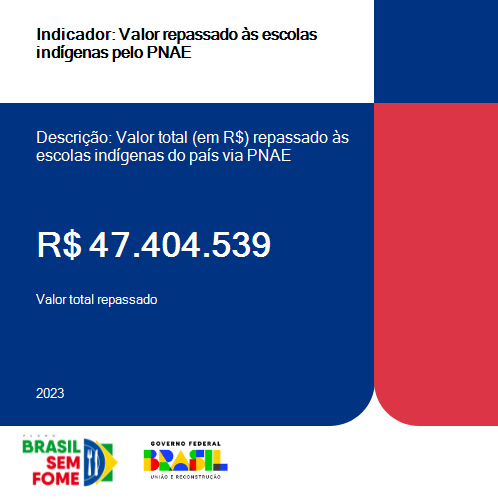 Indicador: Valor repassado às escolas
indígenas pelo PNAE
Descrição: Valor total (em R$) repassado às
escolas indígenas do país via PNAE
R$ 47.404.539
Valor total repassado
2023
PLANO
BRASIL
SEM
FOME
GOVERNO FEDERAL
BRASIL
UNIÃO E RECONSTRUÇÃO